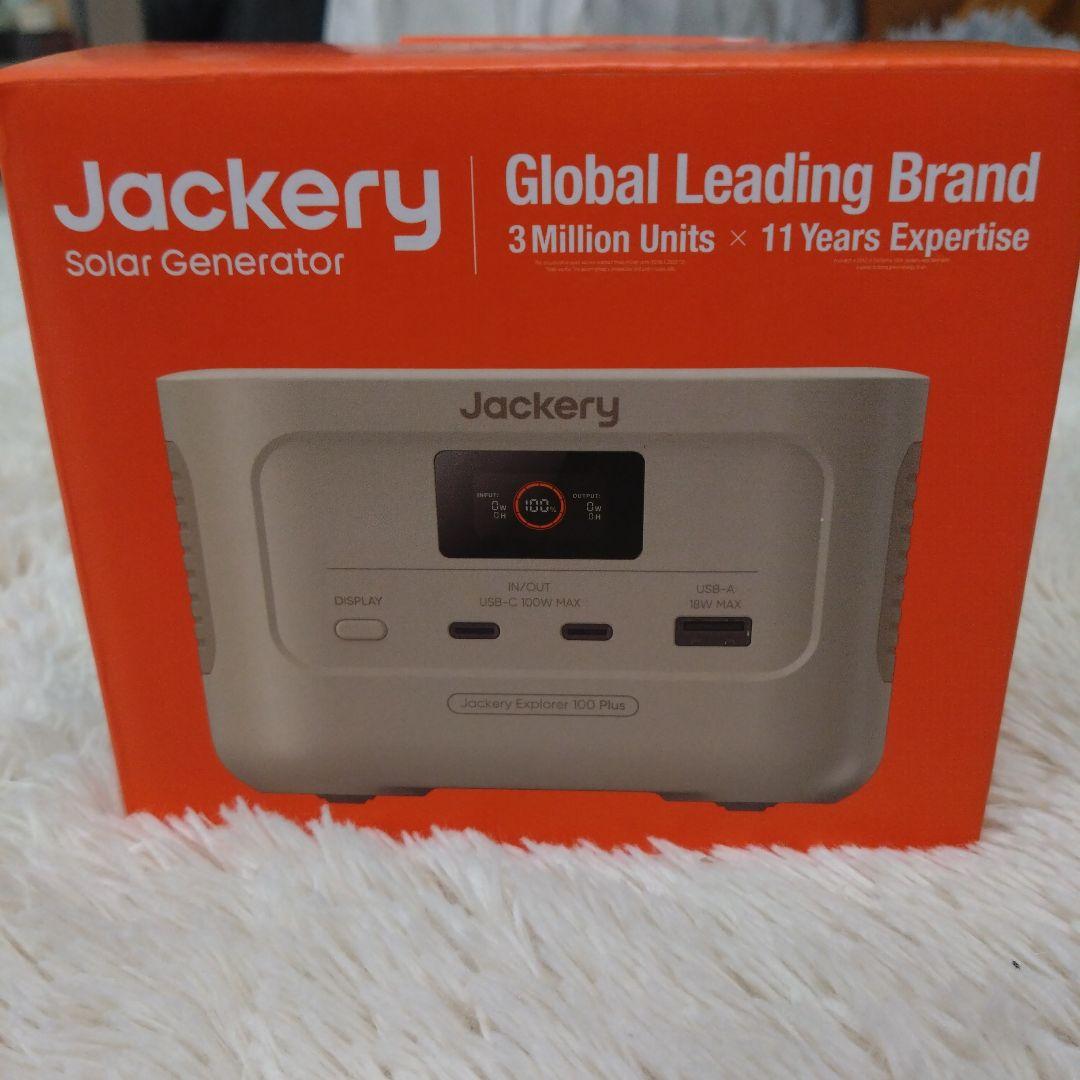 Jackery
Solar Generator
Global Leading Brand
3 Million Units × 11 Years Expertise
Jackery
INPUT:
0W
0H
100%
OUTPUT:
0W
0H
DISPLAY
IN/OUT
USB-C 100W MAX
USB-A
18W MAX
Jackery Explorer 100 Plus